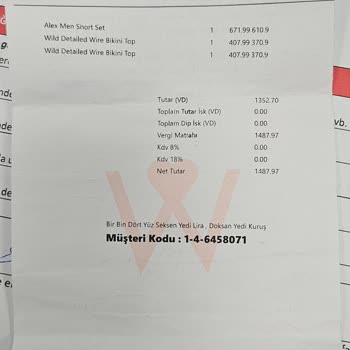 Alex Men Short Set 1 671.99 610.9
Wild Detailed Wire Bikini Top 1 407.99 370.9
Wild Detailed Wire Bikini Top 1 407.99 370.9
Tutar (VD) 1352.70
Toplam Tutar İsk (VD) 0.00
Toplam Dip İsk (VD) 0.00
Vergi Matrahı 1487.97
Kdv 8% 0.00
Kdv 18% 0.00
Net Tutar 1487.97
Bir Bin Dört Yüz Seksen Yedi Lira , Doksan Yedi Kuruş
Müşteri Kodu : 1-4-6458071
vb.